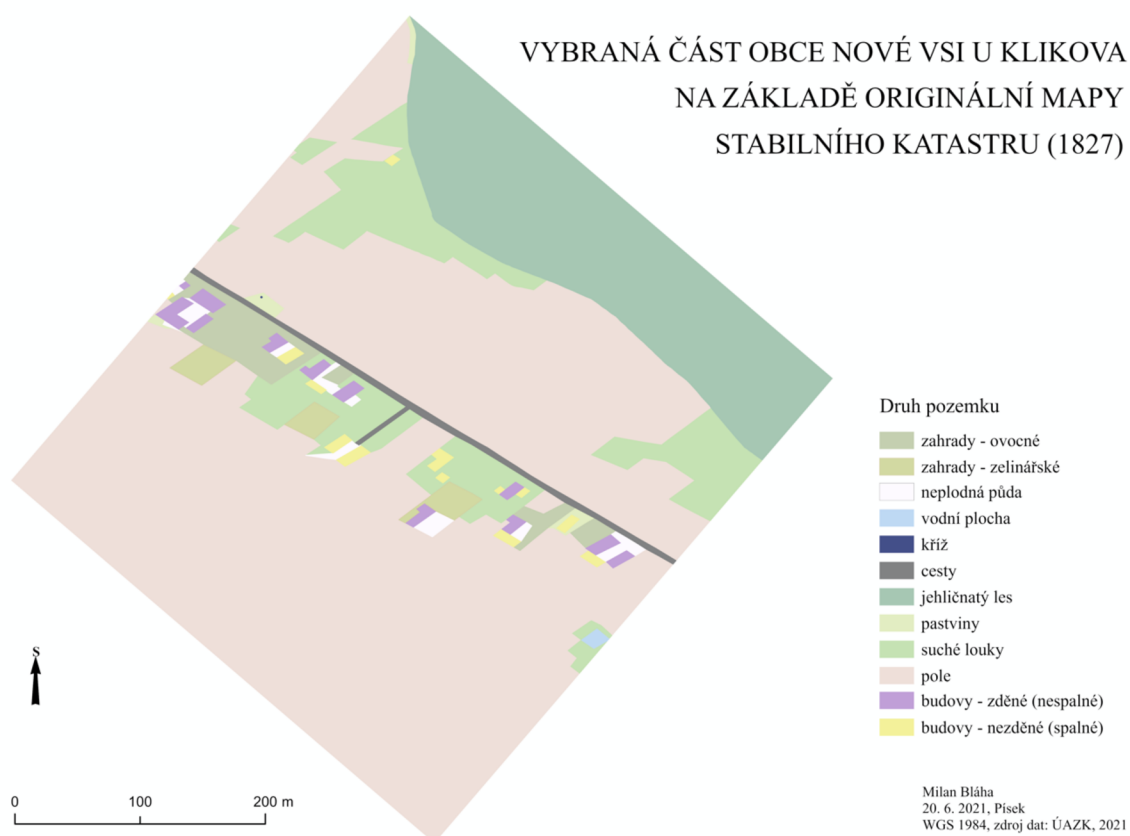 VYBRANÁ ČÁST OBCE NOVÉ VSI U KLIKOVA
NA ZÁKLADĚ ORIGINÁLNÍ MAPY
STABILNÍHO KATASTRU (1827)
Druh pozemku
zahrady - ovocné
zahrady - zelinářské
neplodná půda
vodní plocha
kříž
cesty
jehličnatý les
pastviny
suché louky
pole
budovy - zděné (nespalné)
budovy - nezděné (spalné)
S
0 100 200 m
Milan Bláha
20. 6. 2021, Písek
WGS 1984, zdroj dat: ÚAZK, 2021